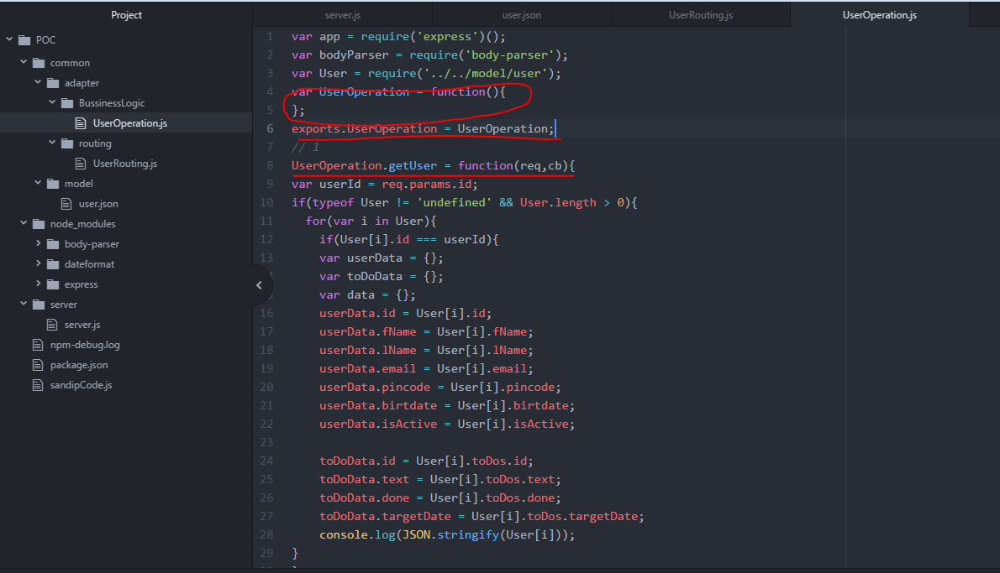 Project
POC
common
adapter
BussinessLogic
UserOperation.js
routing
UserRouting.js
model
user.json
node_modules
body-parser
dateformat
express
server
server.js
npm-debug.log
package.json
sandipCode.js
server.js user.json UserRouting.js UserOperation.js
1 var app = require('express')();
2 var bodyParser = require('body-parser');
3 var User = require('../../model/user');
4 var UserOperation = function(){
5 };
6 exports.UserOperation = UserOperation;
7 // 1
8 UserOperation.getUser = function(req,cb){
9 var userId = req.params.id;
10 if(typeof User != 'undefined' && User.length > 0){
11 for(var i in User){
12 if(User[i].id === userId){
13 var userData = {};
var toDoData = {};
var data = {};
16 userData.id = User[i].id;
17 userData.fName = User[i].fName;
18 userData.lName = User[i].lName;
19 userData.email = User[i].email;
20 userData.pincode = User[i].pincode;
21 userData.birtdate = User[i].birtdate;
22 userData.isActive = User[i].isActive;
23
24 toDoData.id = User[i].toDos.id;
25 toDoData.text = User[i].toDos.text;
26 toDoData.done = User[i].toDos.done;
27 toDoData.targetDate = User[i].toDos.targetDate;
28 console.log(JSON.stringify(User[i]));
29 }